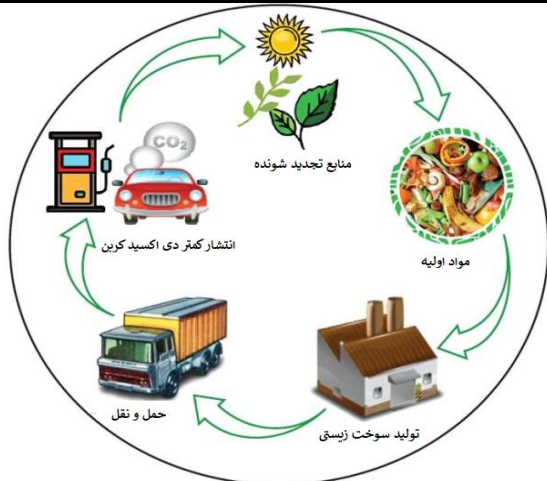 منابع تجدید شونده
مواد اولیه
تولید سوخت زیستی
حمل و نقل
انتشار کمتر دی اکسید کربن
CO₂